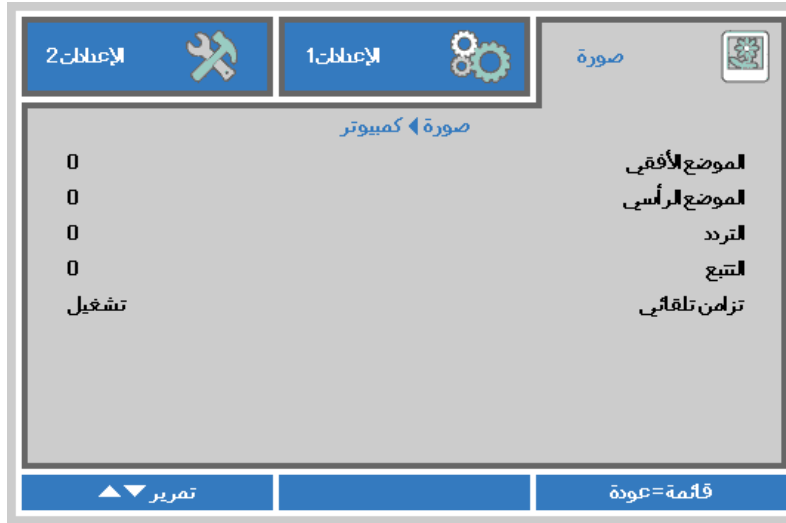 صورة الإعدادات1 الإعدادات2
صورة ◀ كمبيوتر
الموضع الأفقي 0
الموضع الرأسي 0
التردد 0
التتبع 0
تزامن تلقائي تشغيل
قائمة=عودة تمرير ▼▲